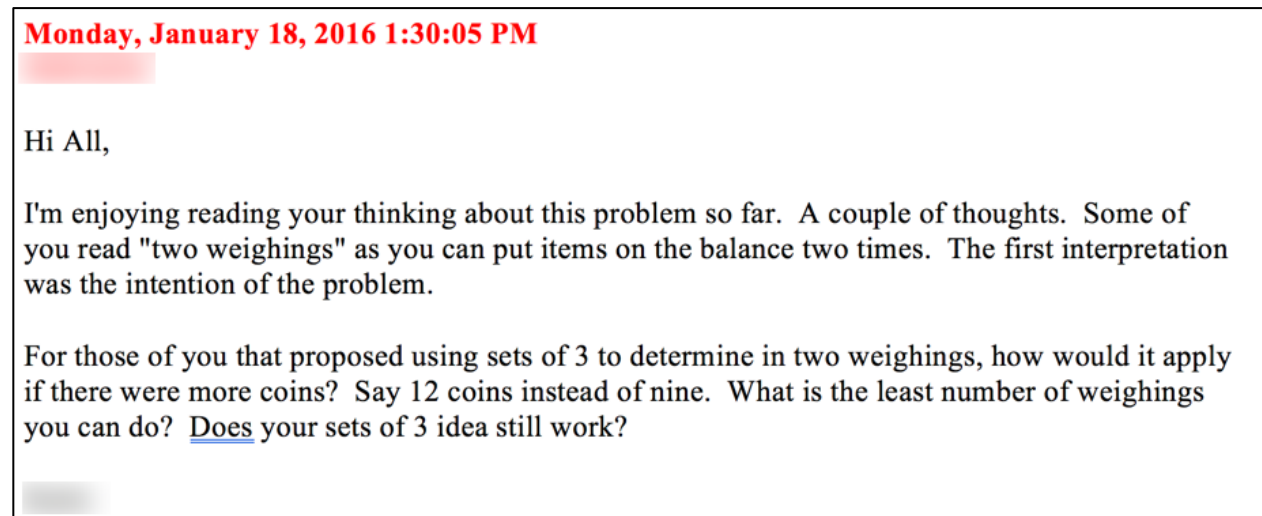 Monday, January 18, 2016 1:30:05 PM
Hi All,
I'm enjoying reading your thinking about this problem so far.  A couple of thoughts.  Some of
you read "two weighings" as you can put items on the balance two times.  The first interpretation
was the intention of the problem.
For those of you that proposed using sets of 3 to determine in two weighings, how would it apply
if there were more coins?  Say 12 coins instead of nine.  What is the least number of weighings
you can do?  Does your sets of 3 idea still work?